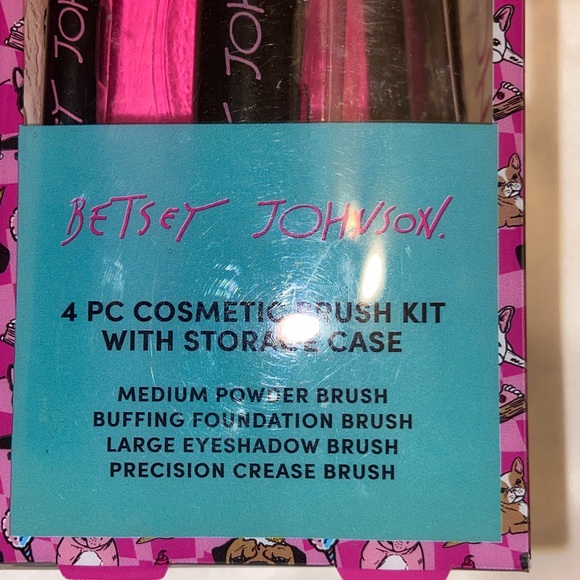 BETSEY JOHNSON.
4 PC COSMETIC BRUSH KIT
WITH STORAGE CASE
MEDIUM POWDER BRUSH
BUFFING FOUNDATION BRUSH
LARGE EYESHADOW BRUSH
PRECISION CREASE BRUSH